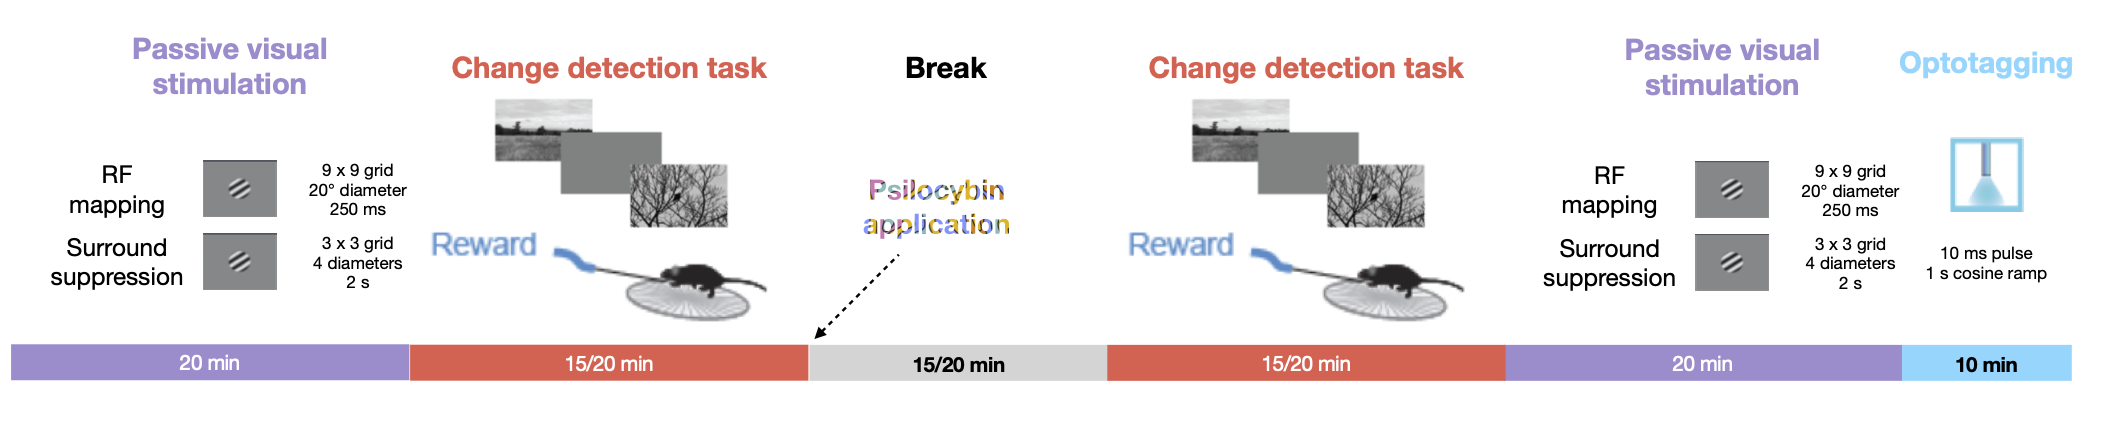 Passive visual
stimulation
RF
mapping
9 x 9 grid
20° diameter
250 ms
Surround
suppression
3 x 3 grid
4 diameters
2 s
Change detection task
Reward
Break
Psilocybin
application
Change detection task
Reward
Passive visual
stimulation
RF
mapping
9 x 9 grid
20° diameter
250 ms
Surround
suppression
3 x 3 grid
4 diameters
2 s
Optotagging
10 ms pulse
1 s cosine ramp
20 min
15/20 min
15/20 min
15/20 min
20 min
10 min